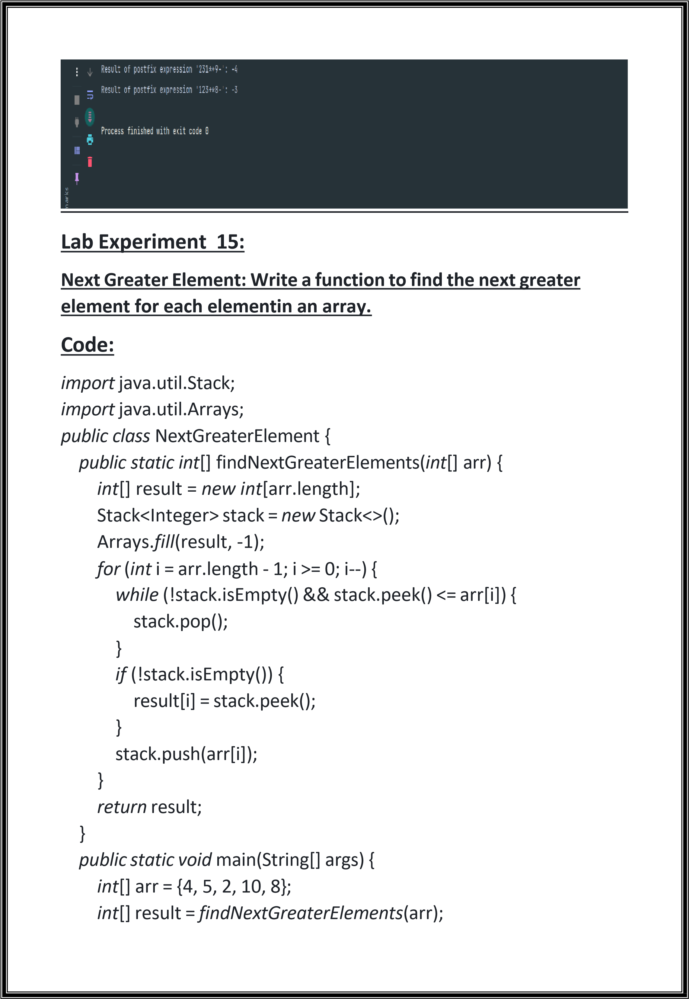 Result of postfix expression '231*+9-': -4
Result of postfix expression '123+*8-': -3
Process finished with exit code 0
marks
Lab Experiment  15:
Next Greater Element: Write a function to find the next greater
element for each elementin an array.
Code:
import java.util.Stack;
import java.util.Arrays;
public class NextGreaterElement {
public static int[] findNextGreaterElements(int[] arr) {
int[] result = new int[arr.length];
Stack<Integer> stack = new Stack<>();
Arrays.fill(result, -1);
for (int i = arr.length - 1; i >= 0; i--) {
while (!stack.isEmpty() && stack.peek() <= arr[i]) {
stack.pop();
}
if (!stack.isEmpty()) {
result[i] = stack.peek();
}
stack.push(arr[i]);
}
return result;
}
public static void main(String[] args) {
int[] arr = {4, 5, 2, 10, 8};
int[] result = findNextGreaterElements(arr);